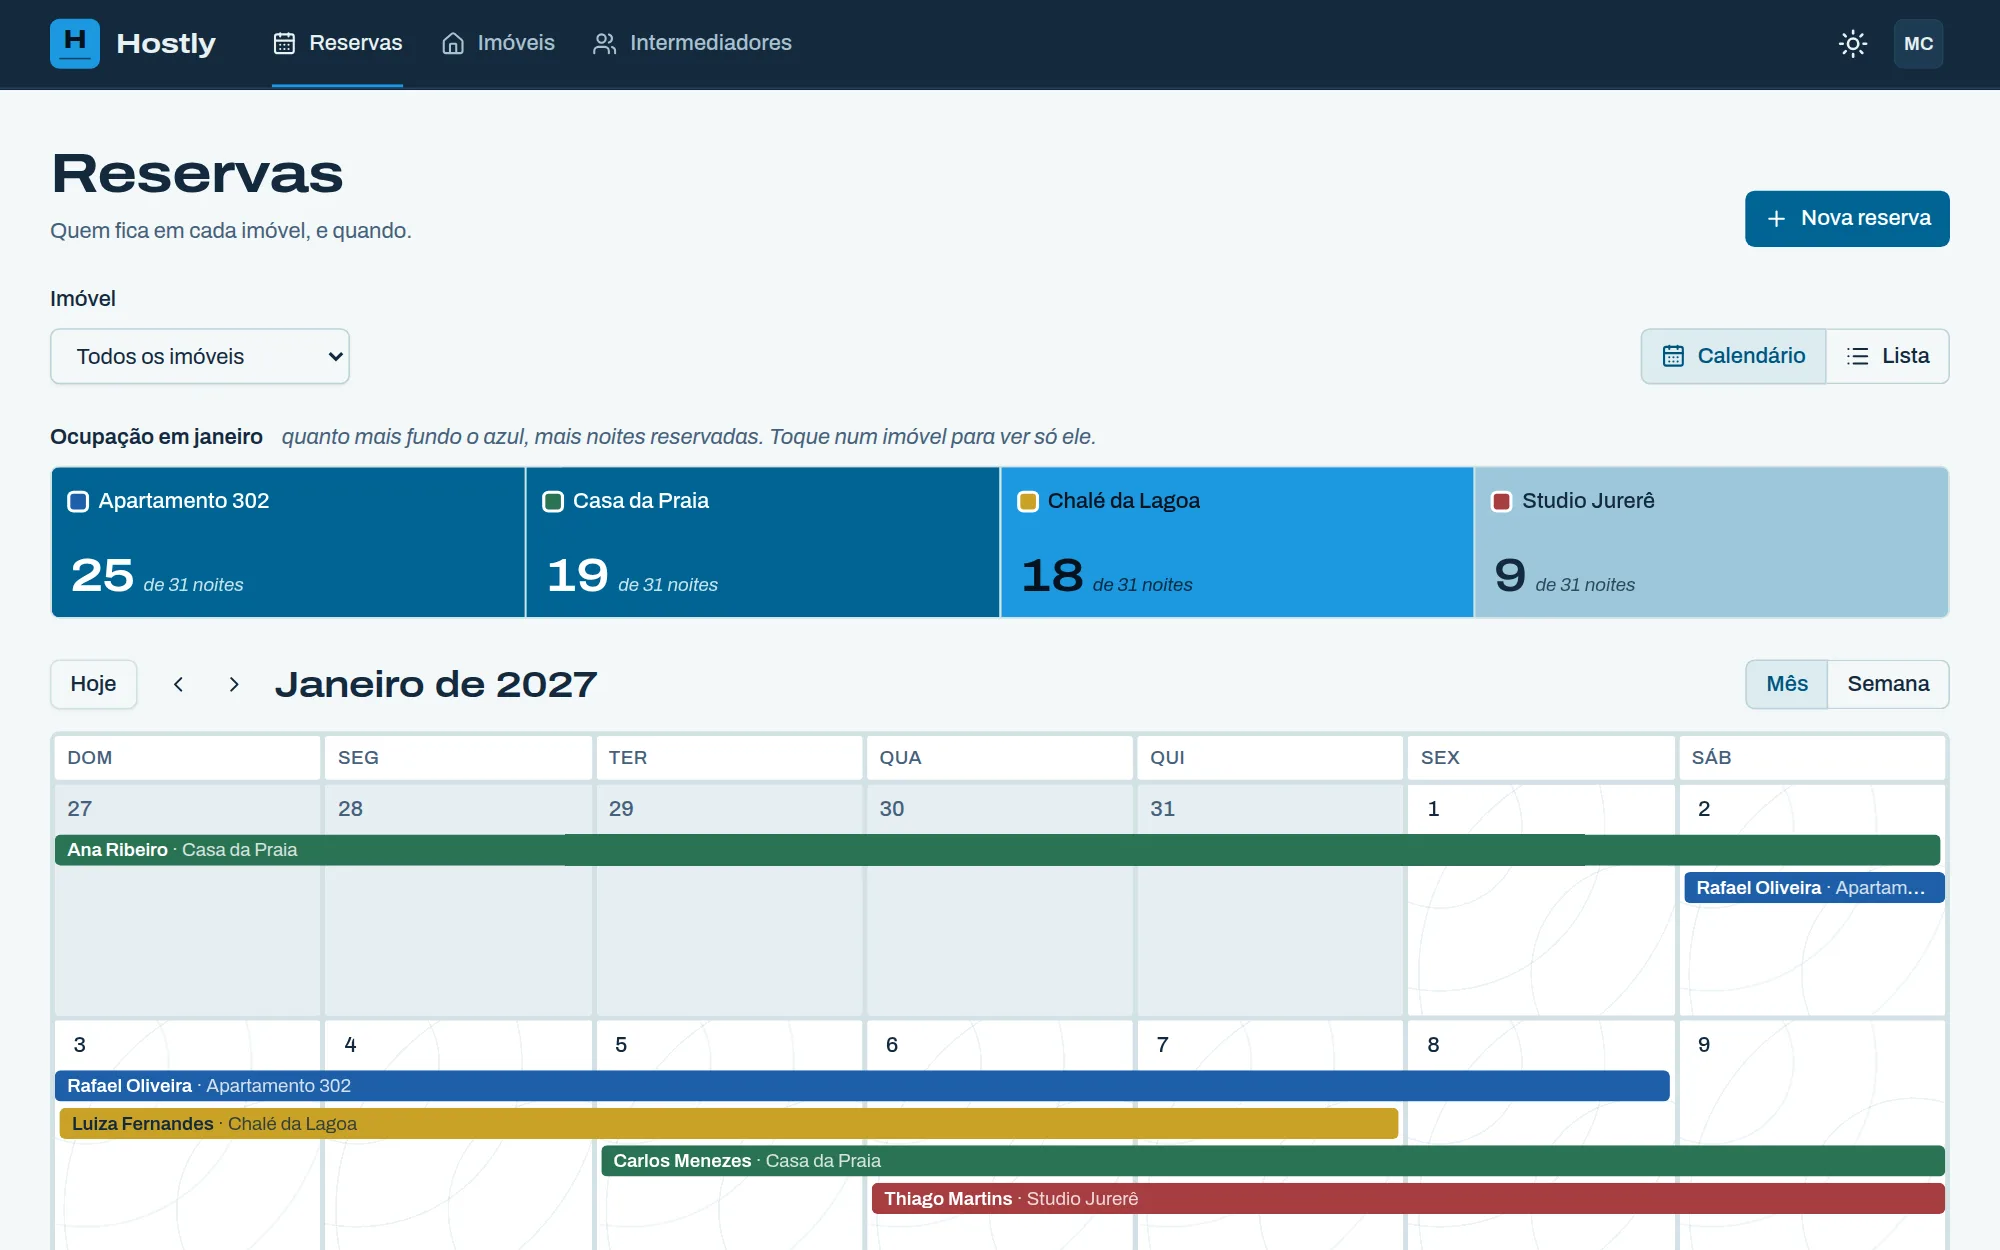 H Hostly Reservas Imóveis Intermediadores MC
Reservas
Quem fica em cada imóvel, e quando.
Nova reserva
Imóvel
Todos os imóveis
Calendário Lista
Ocupação em janeiro quanto mais fundo o azul, mais noites reservadas. Toque num imóvel para ver só ele.
Apartamento 302
25 de 31 noites
Casa da Praia
19 de 31 noites
Chalé da Lagoa
18 de 31 noites
Studio Jurerê
9 de 31 noites
Hoje Janeiro de 2027 Mês Semana
DOM SEG TER QUA QUI SEX SÁB
27 28 29 30 31 1 2
Ana Ribeiro · Casa da Praia
Rafael Oliveira · Apartam...
3 4 5 6 7 8 9
Rafael Oliveira · Apartamento 302
Luiza Fernandes · Chalé da Lagoa
Carlos Menezes · Casa da Praia
Thiago Martins · Studio Jurerê